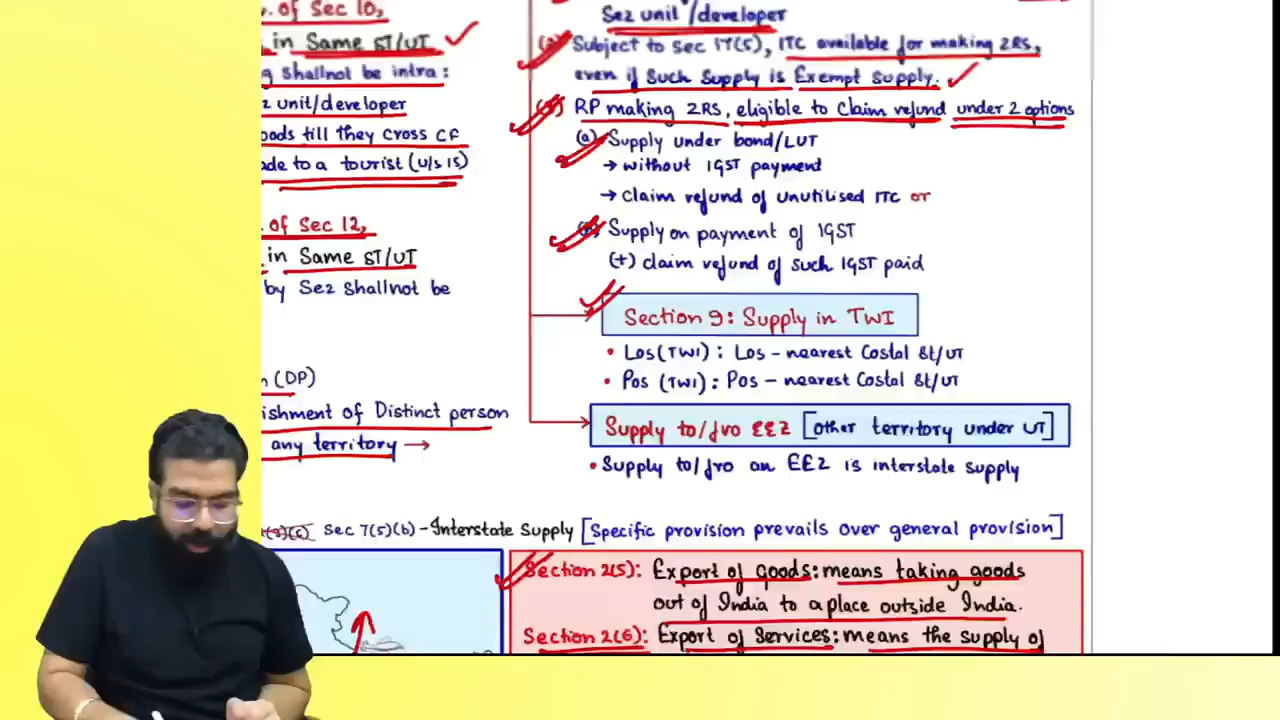 of Sec 10,
in Same ST/UT
shall not be intra:
unit/developer
till they cross CF
to a tourist (u/s 15)
of Sec 12,
in Same ST/UT
by SEZ shall not be
(DP)
of Distinct person
any territory →
SEZ unit/developer
Subject to Sec 17(5), ITC available for making ZRS,
even if such supply is Exempt supply.
RP making ZRS, eligible to claim refund under 2 options
(a) Supply under bond/LUT
→ without IGST payment
→ claim refund of unutilised ITC or
Supply on payment of IGST
(+) claim refund of such IGST paid
Section 9: Supply in TWI
• LOS (TWI) : LOS - nearest Costal St/UT
• POS (TWI) : POS - nearest Costal St/UT
Supply to/fro EEZ [other territory under UT]
• Supply to/fro an EEZ is interstate supply
Sec 7(5)(b) - Interstate Supply [Specific provision prevails over general provision]
Section 2(5): Export of Goods: means taking goods
out of India to a place outside India.
Section 2(6): Export of Services: means the supply of